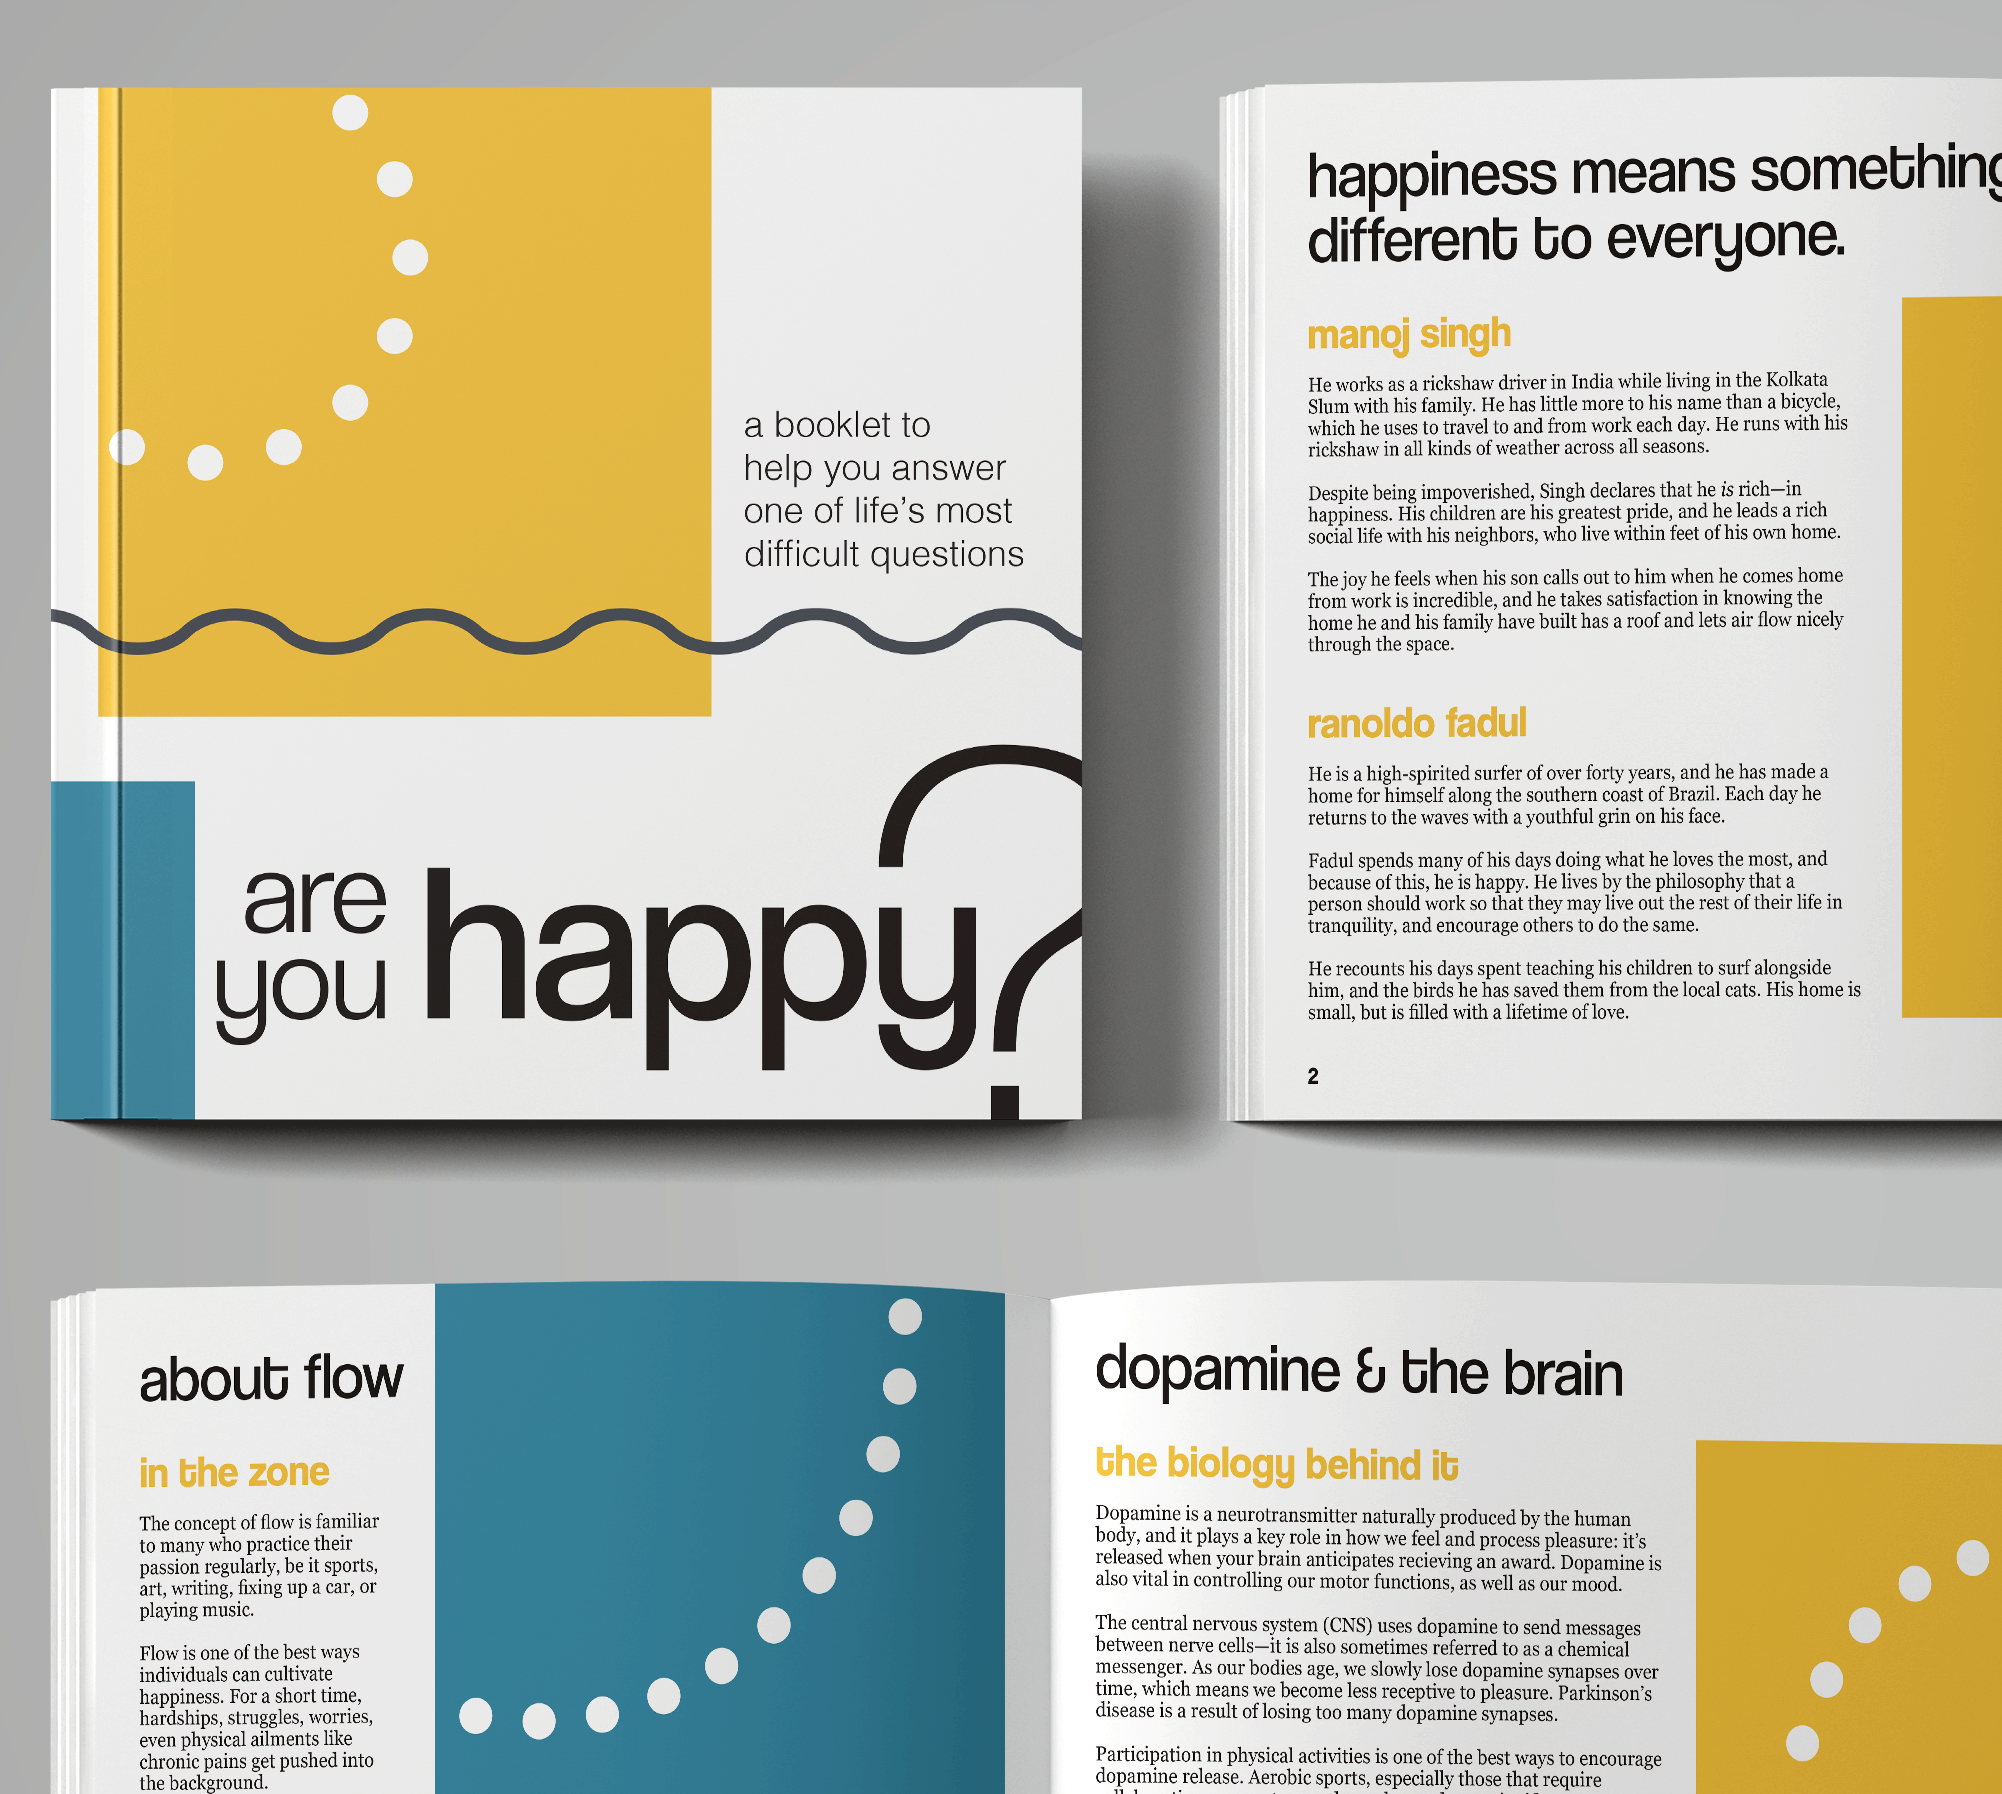 a booklet to
help you answer
one of life's most
difficult questions
are
you
happy?
happiness means something
different to everyone.
manoj singh
He works as a rickshaw driver in India while living in the Kolkata
Slum with his family. He has little more to his name than a bicycle,
which he uses to travel to and from work each day. He runs with his
rickshaw in all kinds of weather across all seasons.
Despite being impoverished, Singh declares that he is rich—in
happiness. His children are his greatest pride, and he leads a rich
social life with his neighbors, who live within feet of his own home.
The joy he feels when his son calls out to him when he comes home
from work is incredible, and he takes satisfaction in knowing the
home he and his family have built has a roof and lets air flow nicely
through the space.
ranoldo fadul
He is a high-spirited surfer of over forty years, and he has made a
home for himself along the southern coast of Brazil. Each day he
returns to the waves with a youthful grin on his face.
Fadul spends many of his days doing what he loves the most, and
because of this, he is happy. He lives by the philosophy that a
person should work so that they may live out the rest of their life in
tranquility, and encourage others to do the same.
He recounts his days spent teaching his children to surf alongside
him, and the birds he has saved them from the local cats. His home is
small, but is filled with a lifetime of love.
2
about flow
in the zone
The concept of flow is familiar
to many who practice their
passion regularly, be it sports,
art, writing, fixing up a car, or
playing music.
Flow is one of the best ways
individuals can cultivate
happiness. For a short time,
hardships, struggles, worries,
even physical ailments like
chronic pains get pushed into
the background.
dopamine & the brain
the biology behind it
Dopamine is a neurotransmitter naturally produced by the human
body, and it plays a key role in how we feel and process pleasure: it's
released when your brain anticipates recieving an award. Dopamine is
also vital in controlling our motor functions, as well as our mood.
The central nervous system (CNS) uses dopamine to send messages
between nerve cells—it is also sometimes referred to as a chemical
messenger. As our bodies age, we slowly lose dopamine synapses over
time, which means we become less receptive to pleasure. Parkinson's
disease is a result of losing too many dopamine synapses.
Participation in physical activities is one of the best ways to encourage
dopamine release. Aerobic sports, especially those that require